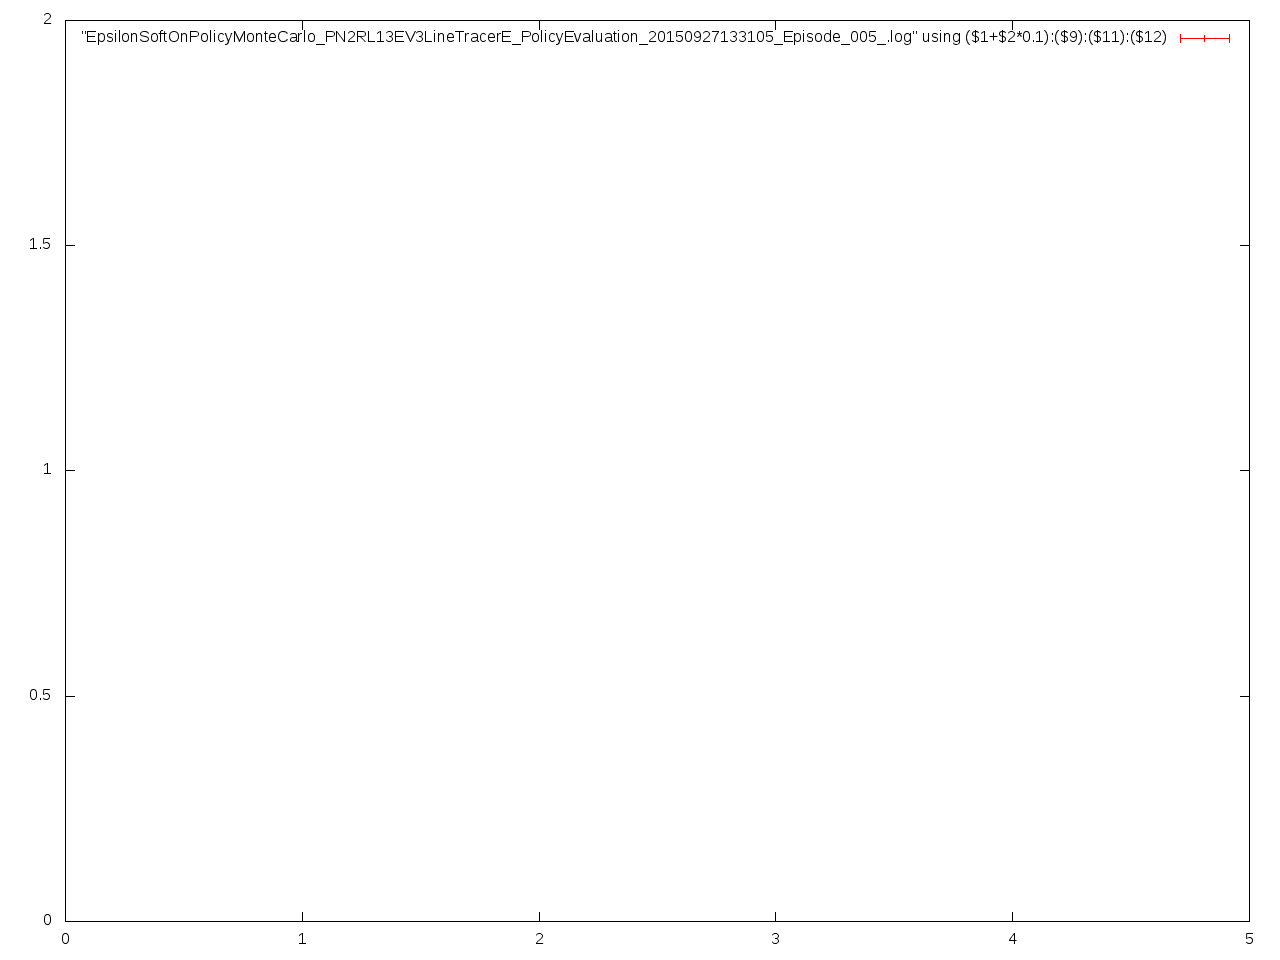 2
"EpsilonSoftOnPolicyMonteCarlo_PN2RL13EV3LineTracerE_PolicyEvaluation_20150927133105_Episode_005_.log" using ($1+$2*0.1):($9):($11):($12)
1.5
1
0.5
0
0 1 2 3 4 5